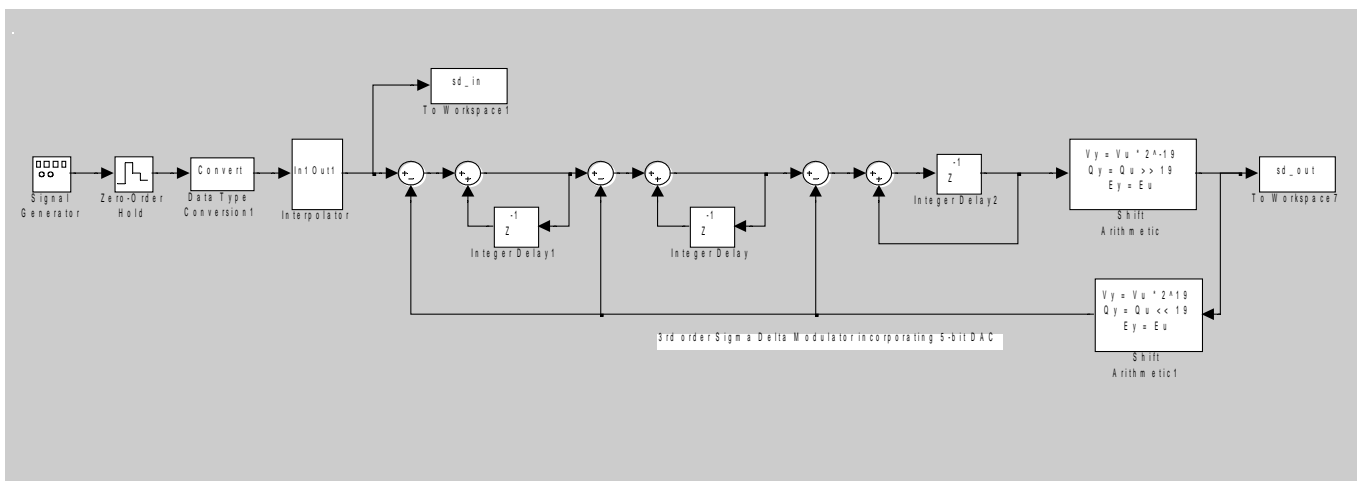 sd_in
To Workspace1
Signal
Generator
Zero-Order
Hold
Convert
Data Type
Conversion1
In1Out1
Interpolator
+
-
+
+
-1
Z
Integer Delay1
+
-
+
+
-1
Z
Integer Delay
+
-
+
+
-1
Z
Integer Delay2
Vy = Vu * 2^-19
Qy = Qu >> 19
Ey = Eu
Shift
Arithmetic
sd_out
To Workspace7
Vy = Vu * 2^19
Qy = Qu << 19
Ey = Eu
Shift
Arithmetic1
3rd order Sigma Delta Modulator incorporating 5-bit DAC